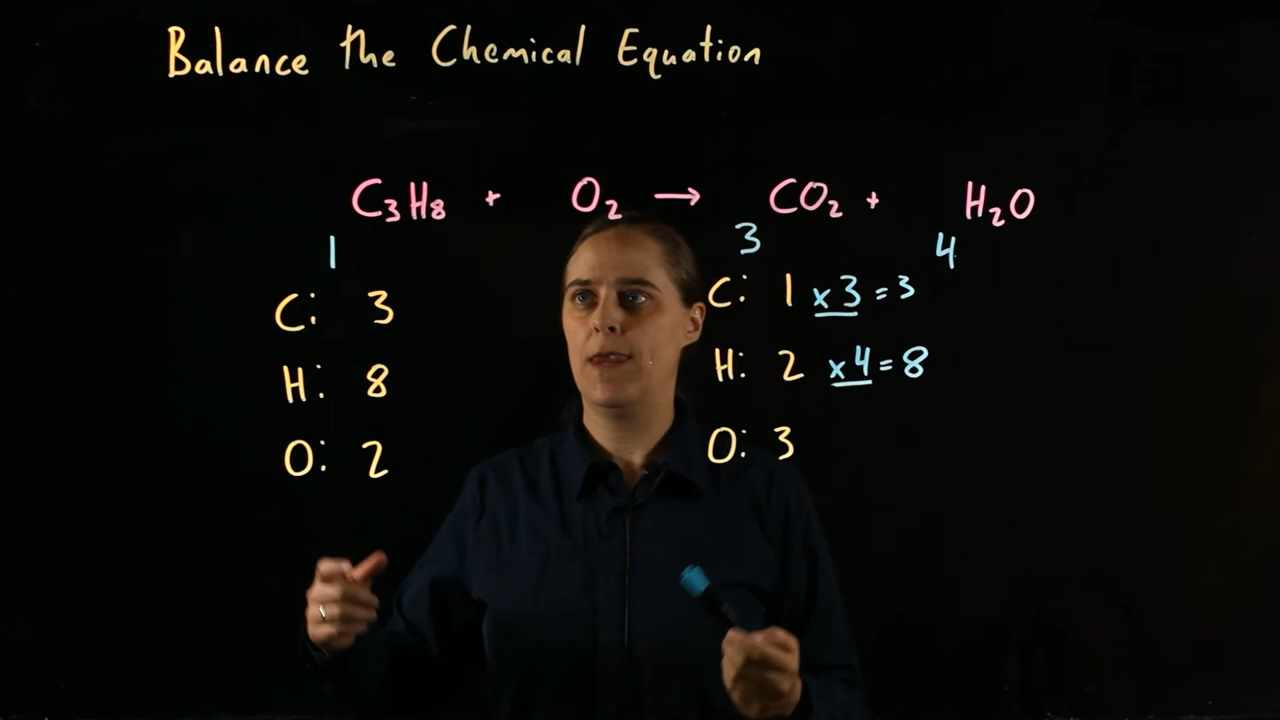 Balance the Chemical Equation
C₃H₈ + O₂ → CO₂ + H₂O
1 3 4
C: 3 C: 1 x3 = 3
H: 8 H: 2 x4 = 8
O: 2 O: 3